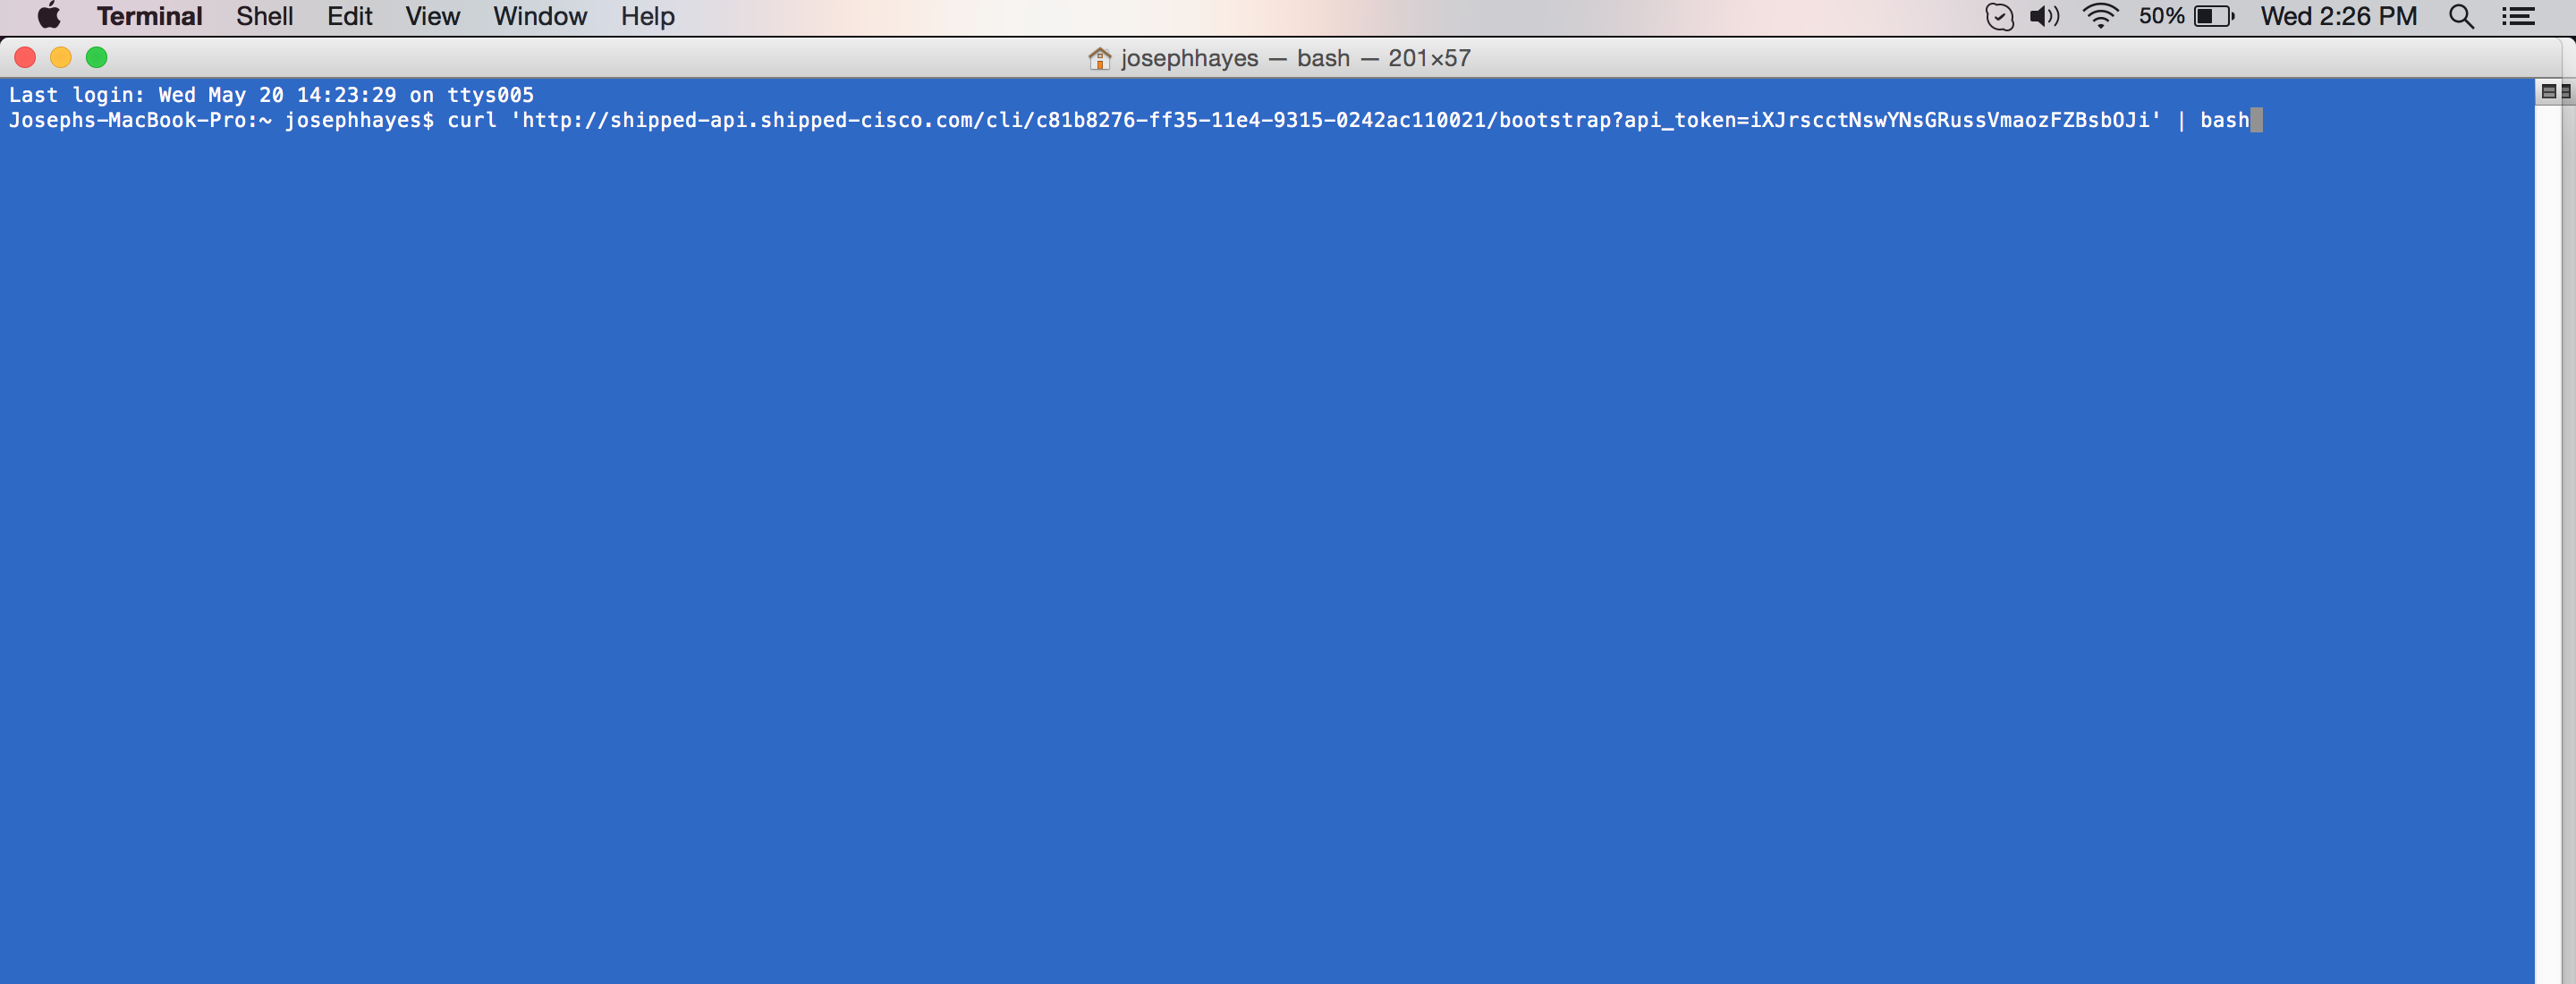 Terminal Shell Edit View Window Help 50% Wed 2:26 PM
josephhayes — bash — 201×57
Last login: Wed May 20 14:23:29 on ttys005
Josephs-MacBook-Pro:~ josephhayes$ curl 'http://shipped-api.shipped-cisco.com/cli/c81b8276-ff35-11e4-9315-0242ac110021/bootstrap?api_token=iXJrscctNswYNsGRussVmaozFZBsbOJi' | bash